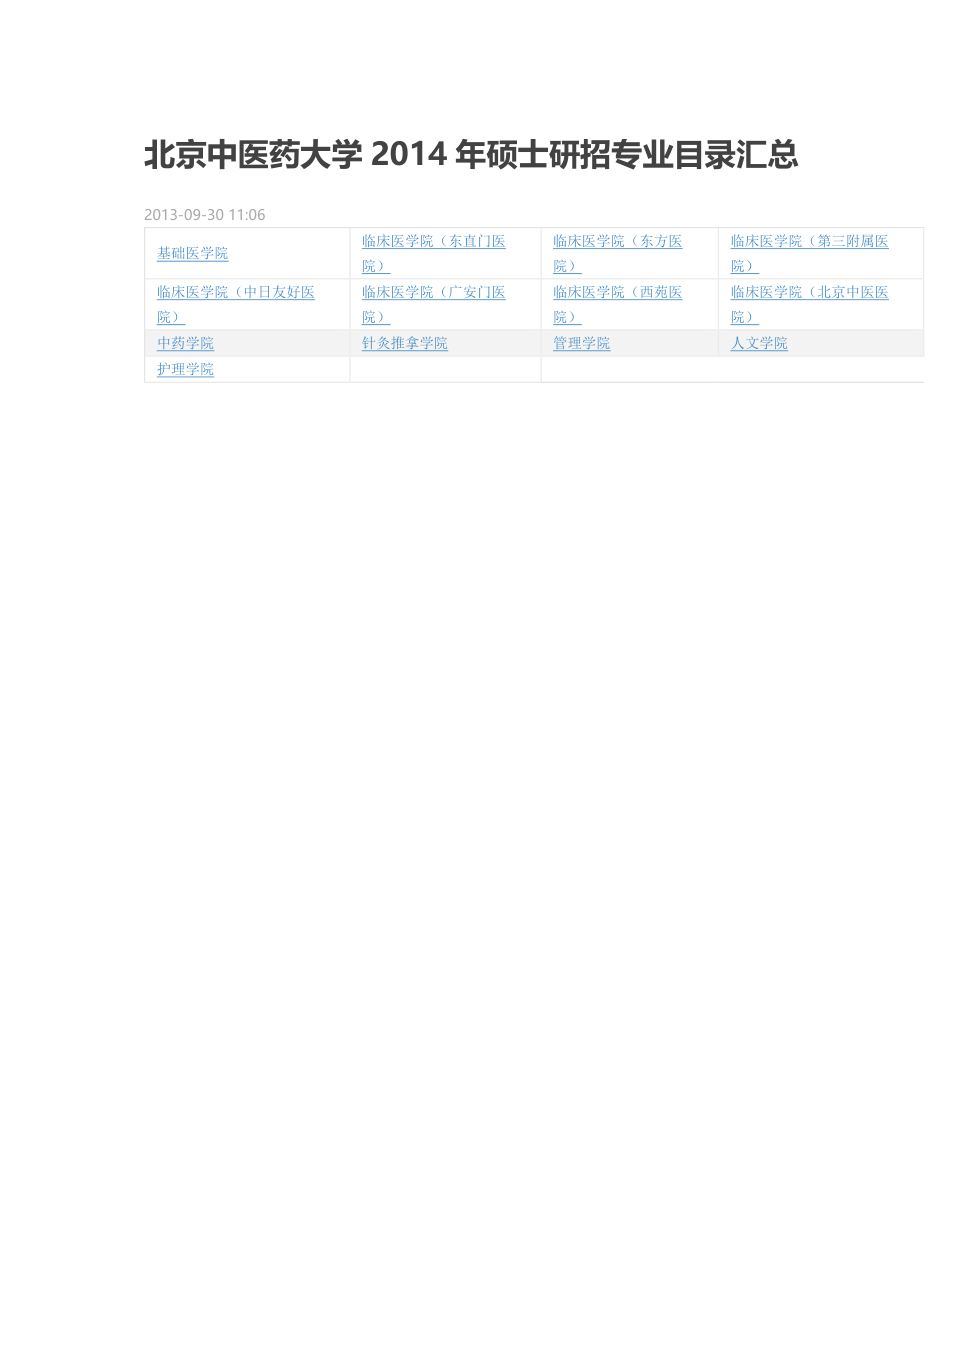 北京中医药大学 2014 年硕士研招专业目录汇总
2013-09-30 11:06
基础医学院
临床医学院（东直门医
院）
临床医学院（东方医
院）
临床医学院（第三附属医
院）
临床医学院（中日友好医
院）
临床医学院（广安门医
院）
临床医学院（西苑医
院）
临床医学院（北京中医医
院）
中药学院
针灸推拿学院
管理学院
人文学院
护理学院